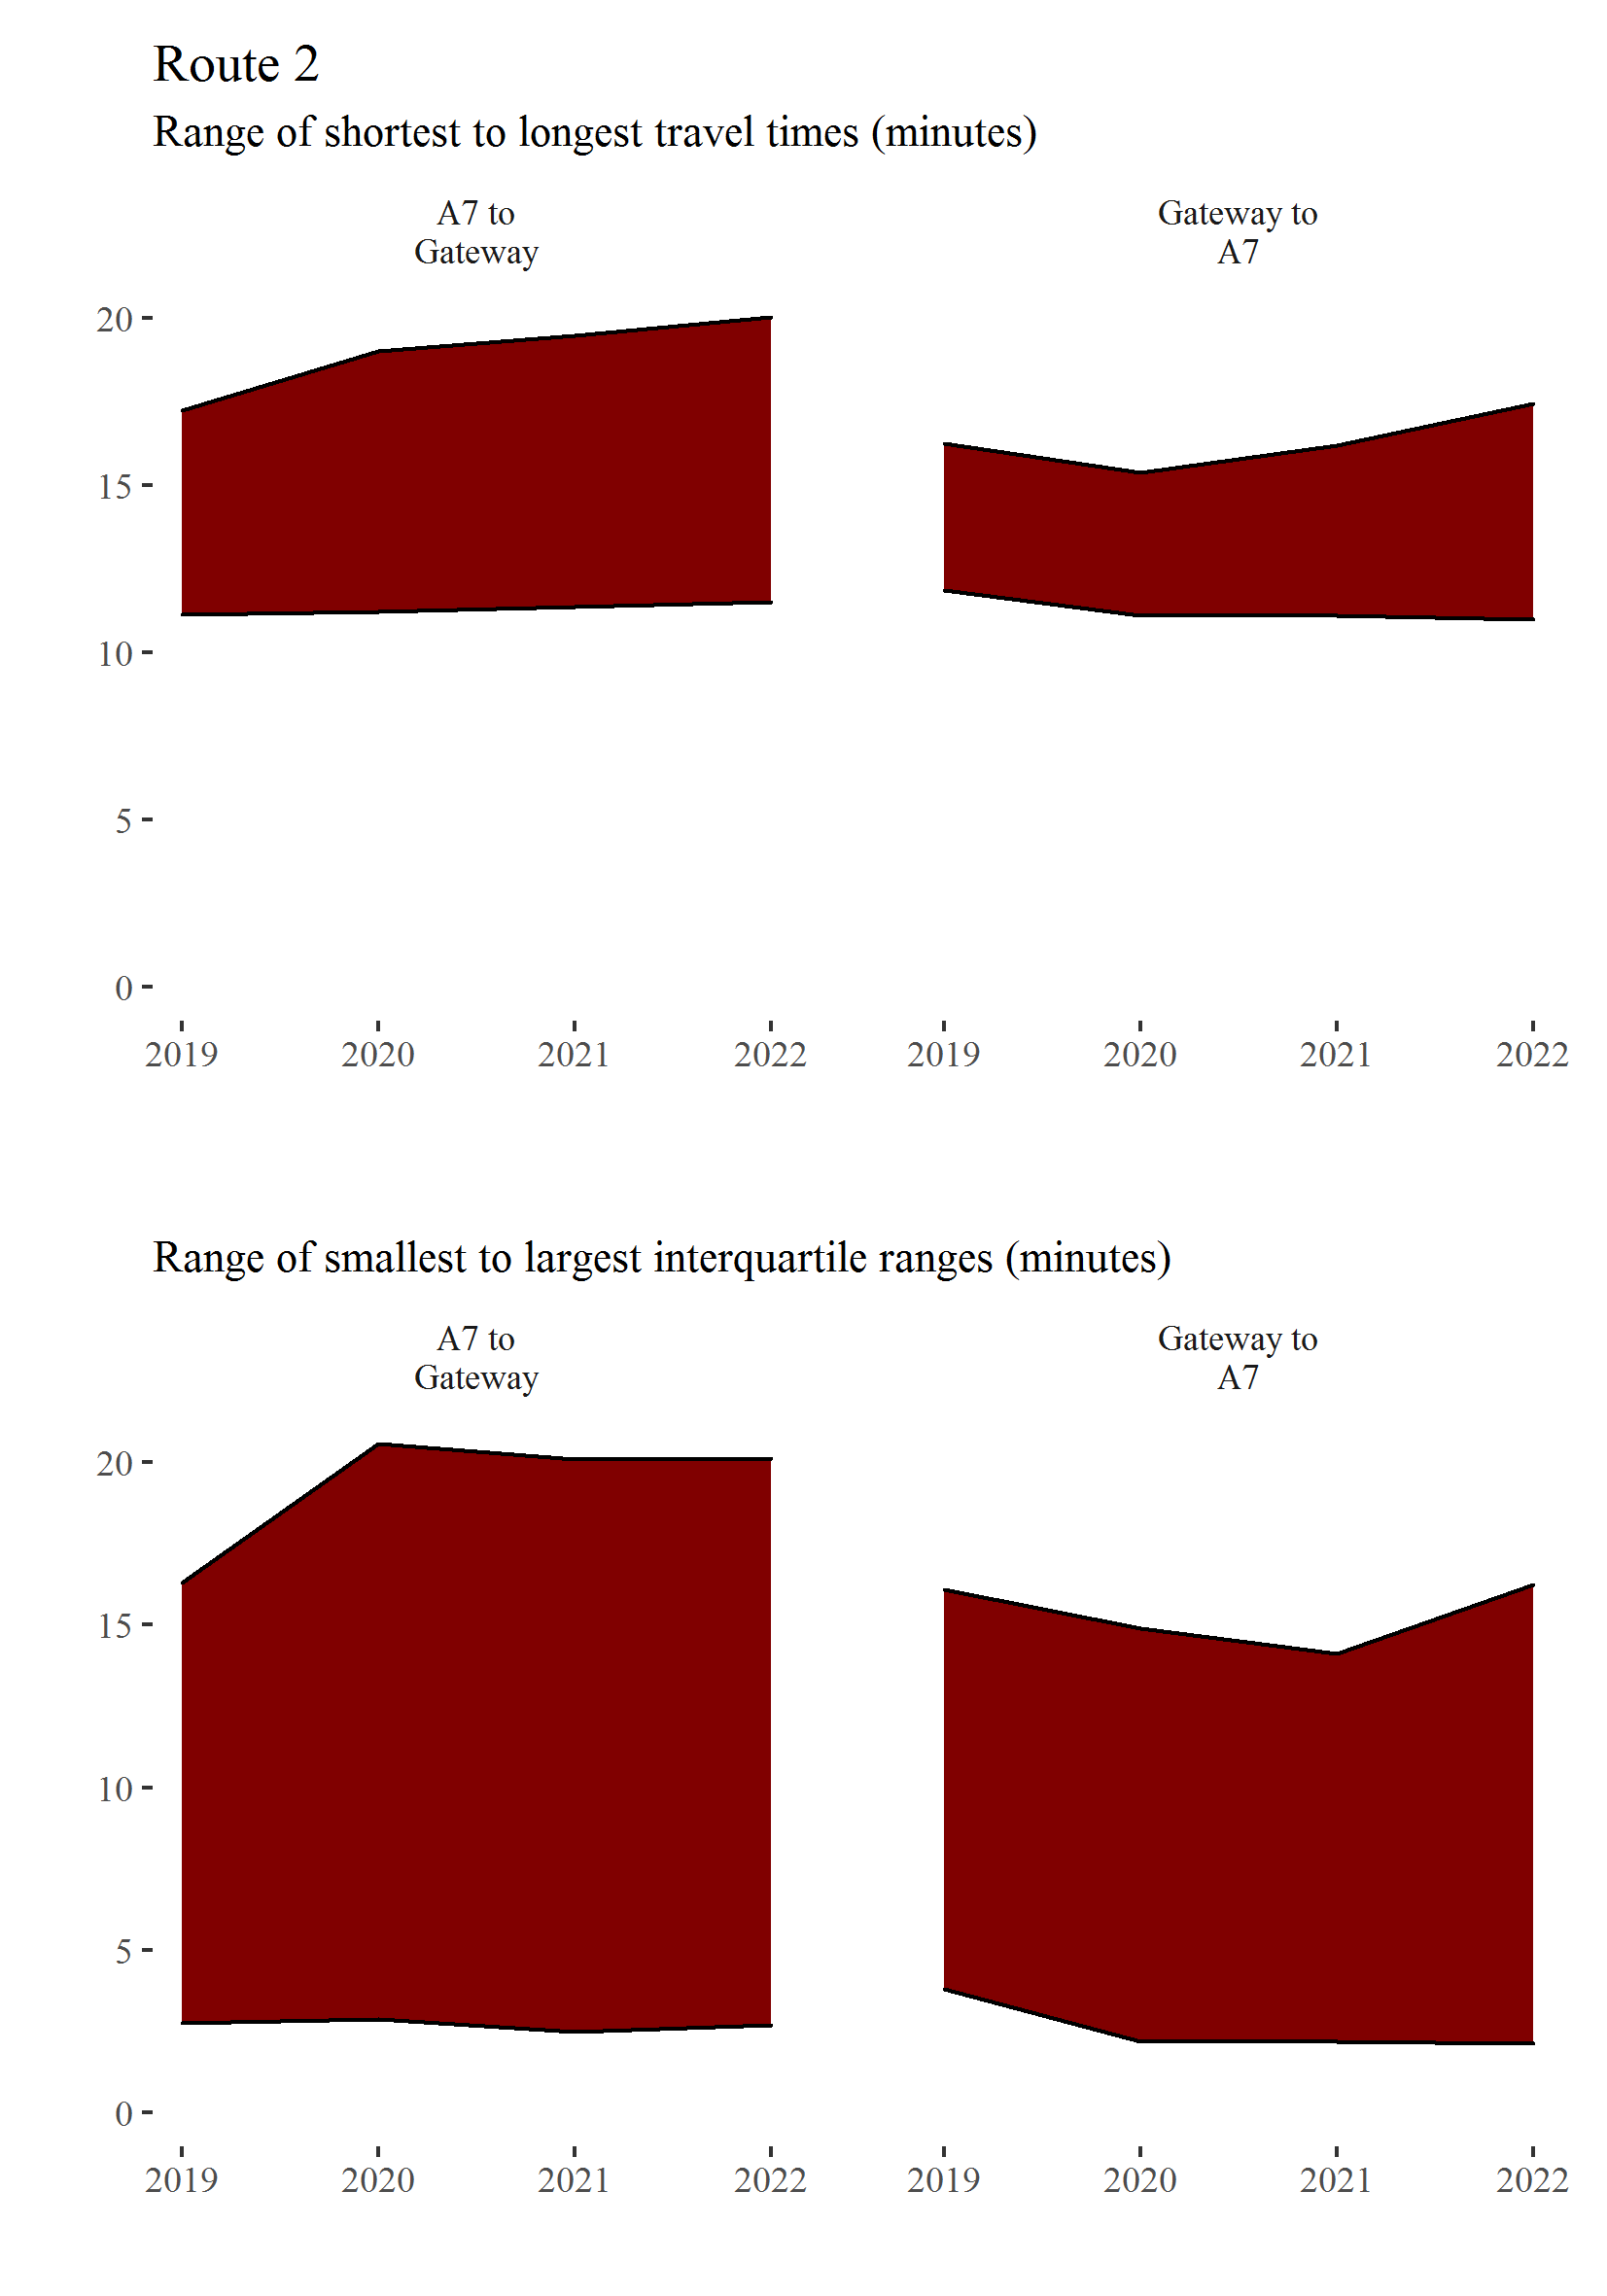 Route 2
Range of shortest to longest travel times (minutes)
A7 to
Gateway
Gateway to
A7
20
15
10
5
0
2019 2020 2021 2022 2019 2020 2021 2022
Range of smallest to largest interquartile ranges (minutes)
A7 to
Gateway
Gateway to
A7
20
15
10
5
0
2019 2020 2021 2022 2019 2020 2021 2022